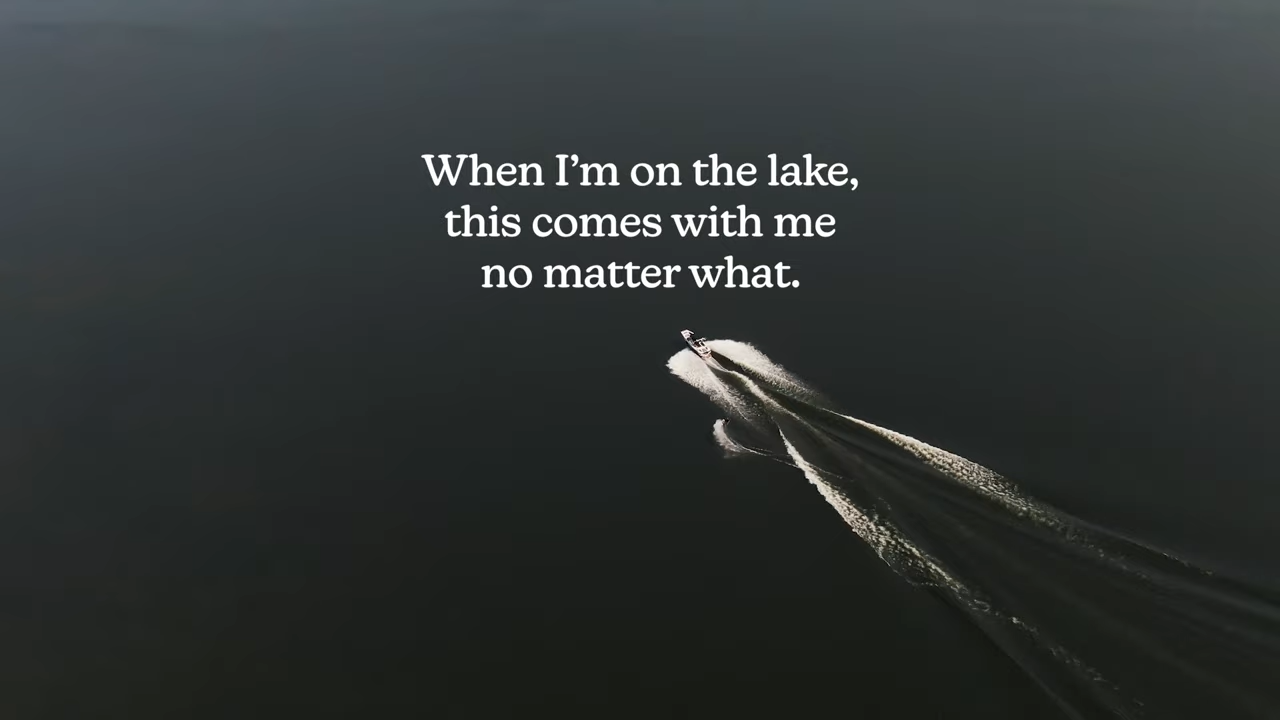 When I’m on the lake,
this comes with me
no matter what.